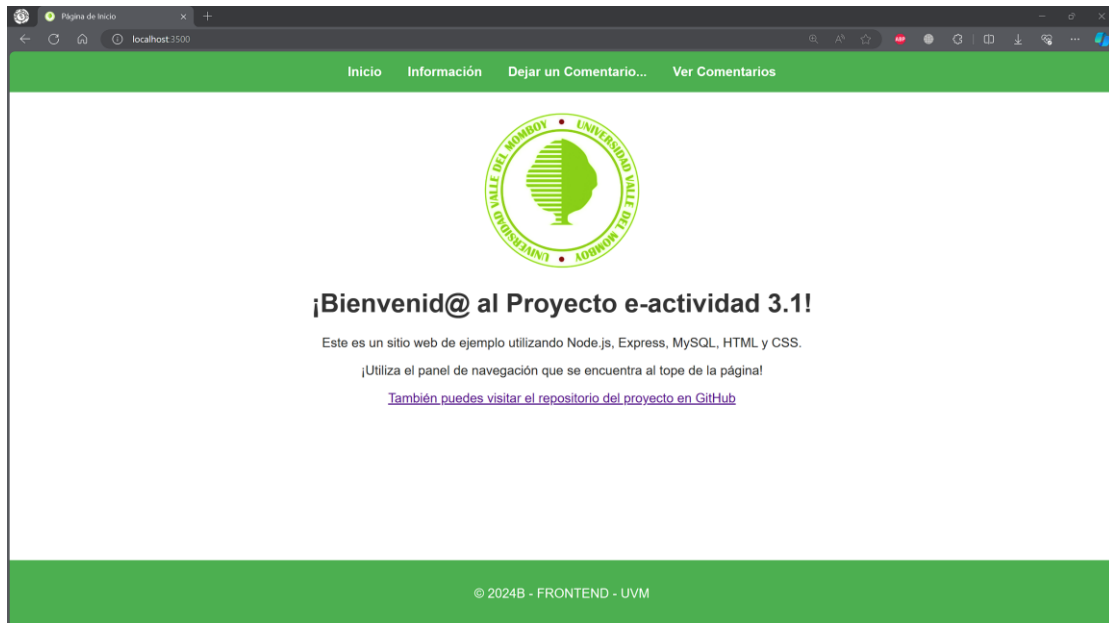 Página de Inicio
localhost:3500
Inicio Información Dejar un Comentario... Ver Comentarios
UNIVERSIDAD VALLE DEL MOMBOY • UNIVERSIDAD VALLE DEL MOMBOY •
¡Bienvenid@ al Proyecto e-actividad 3.1!
Este es un sitio web de ejemplo utilizando Node.js, Express, MySQL, HTML y CSS.
¡Utiliza el panel de navegación que se encuentra al tope de la página!
También puedes visitar el repositorio del proyecto en GitHub
© 2024B - FRONTEND - UVM